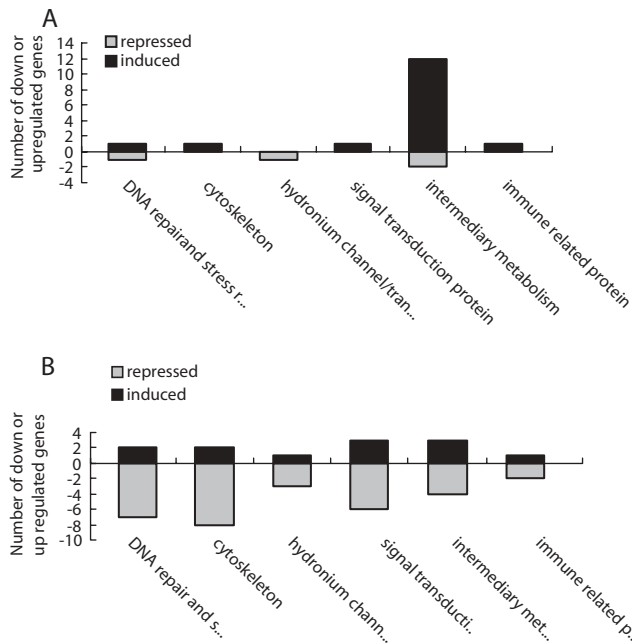 A
repressed
induced
Number of down or
upregulated genes
14
12
10
8
6
4
2
0
-2
-4
DNA repairand stress r...
cytoskeleton
hydronium channel/tran...
signal transduction protein
intermediary metabolism
immune related protein
B
repressed
induced
Number of down or
up regulated genes
4
2
0
-2
-4
-6
-8
-10
DNA repair and s...
cytoskeleton
hydronium chann...
signal transducti..
intermediary met...
immune related p...